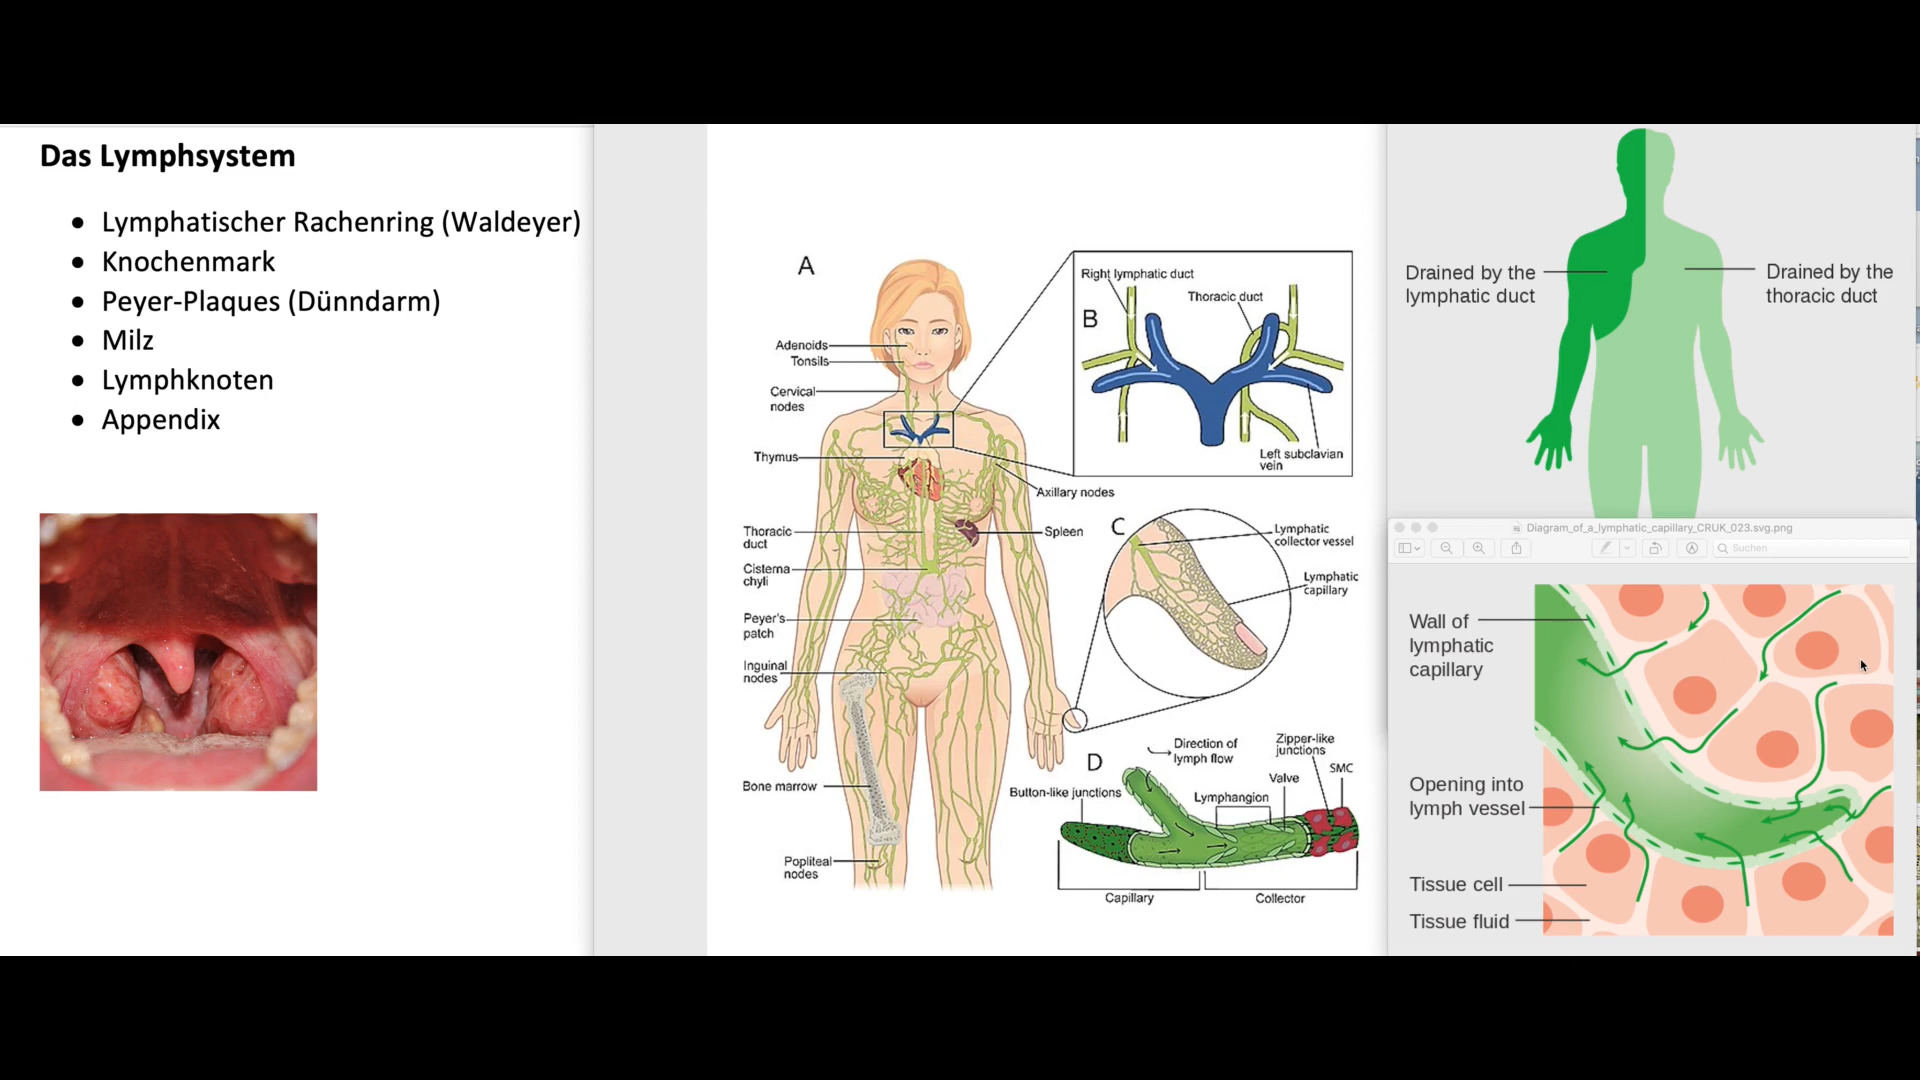 Das Lymphsystem
• Lymphatischer Rachenring (Waldeyer)
• Knochenmark
• Peyer-Plaques (Dünndarm)
• Milz
• Lymphknoten
• Appendix
A
Adenoids
Tonsils
Cervical
nodes
Thymus
Thoracic
duct
Cisterna
chyli
Peyer's
patch
Inguinal
nodes
Bone marrow
Popliteal
nodes
Axillary nodes
Spleen
B
Right lymphatic duct
Thoracic duct
Left subclavian
vein
C
Lymphatic
collector vessel
Lymphatic
capillary
D
Direction of
lymph flow
Zipper-like
junctions
SMC
Valve
Lymphangion
Button-like junctions
Capillary
Collector
Drained by the
lymphatic duct
Drained by the
thoracic duct
Diagram_of_a_lymphatic_capillary_CRUK_023.svg.png
Suchen
Wall of
lymphatic
capillary
Opening into
lymph vessel
Tissue cell
Tissue fluid